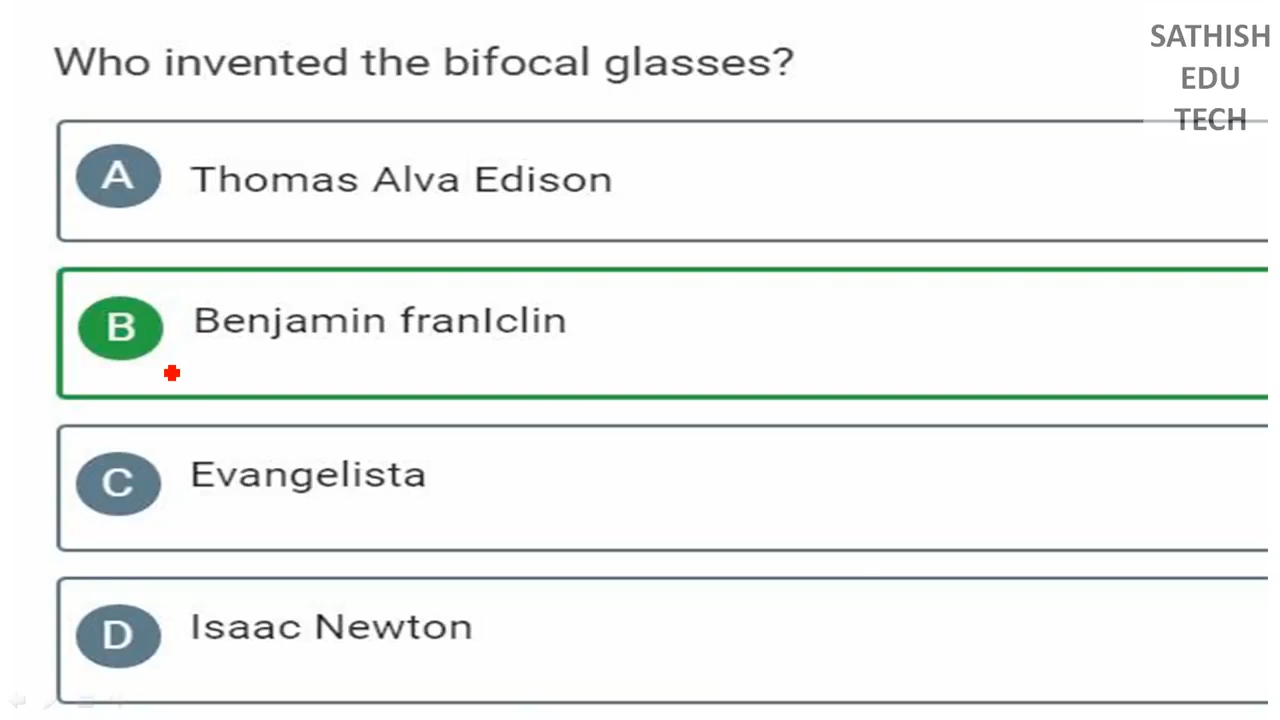 Who invented the bifocal glasses?
SATHISH
EDU
TECH
A Thomas Alva Edison
B Benjamin franIclin
C Evangelista
D Isaac Newton